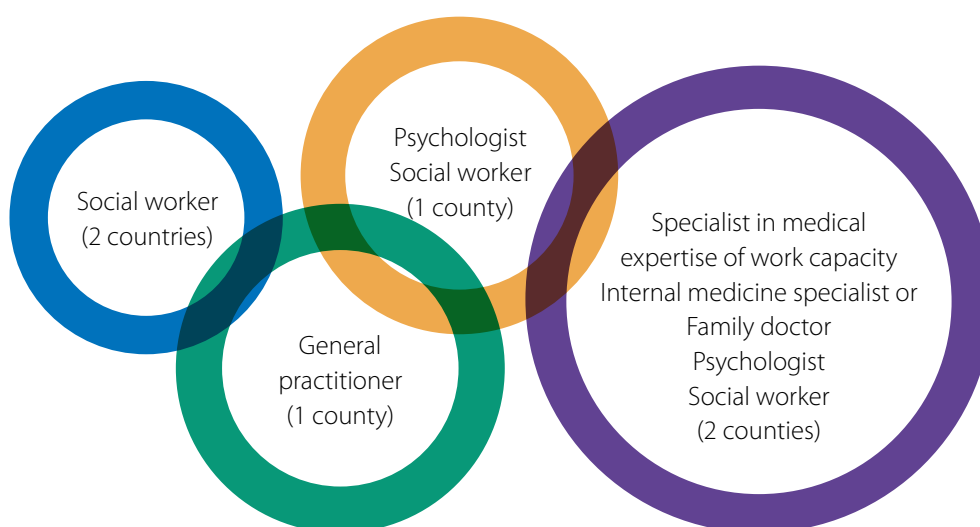 Social worker
(2 countries)
Psychologist
Social worker
(1 county)
General
practitioner
(1 county)
Specialist in medical
expertise of work capacity
Internal medicine specialist or
Family doctor
Psychologist
Social worker
(2 counties)